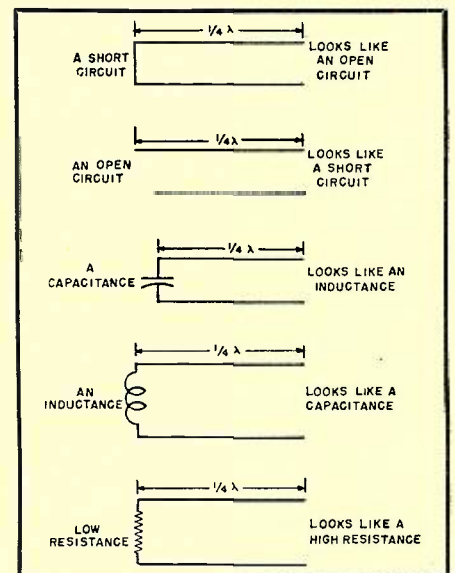 1/4 λ
A SHORT
CIRCUIT
LOOKS LIKE
AN OPEN
CIRCUIT
1/4 λ
AN OPEN
CIRCUIT
LOOKS LIKE
A SHORT
CIRCUIT
1/4 λ
A
CAPACITANCE
LOOKS LIKE AN
INDUCTANCE
1/4 λ
AN
INDUCTANCE
LOOKS LIKE A
CAPACITANCE
1/4 λ
LOW
RESISTANCE
LOOKS LIKE A
HIGH RESISTANCE